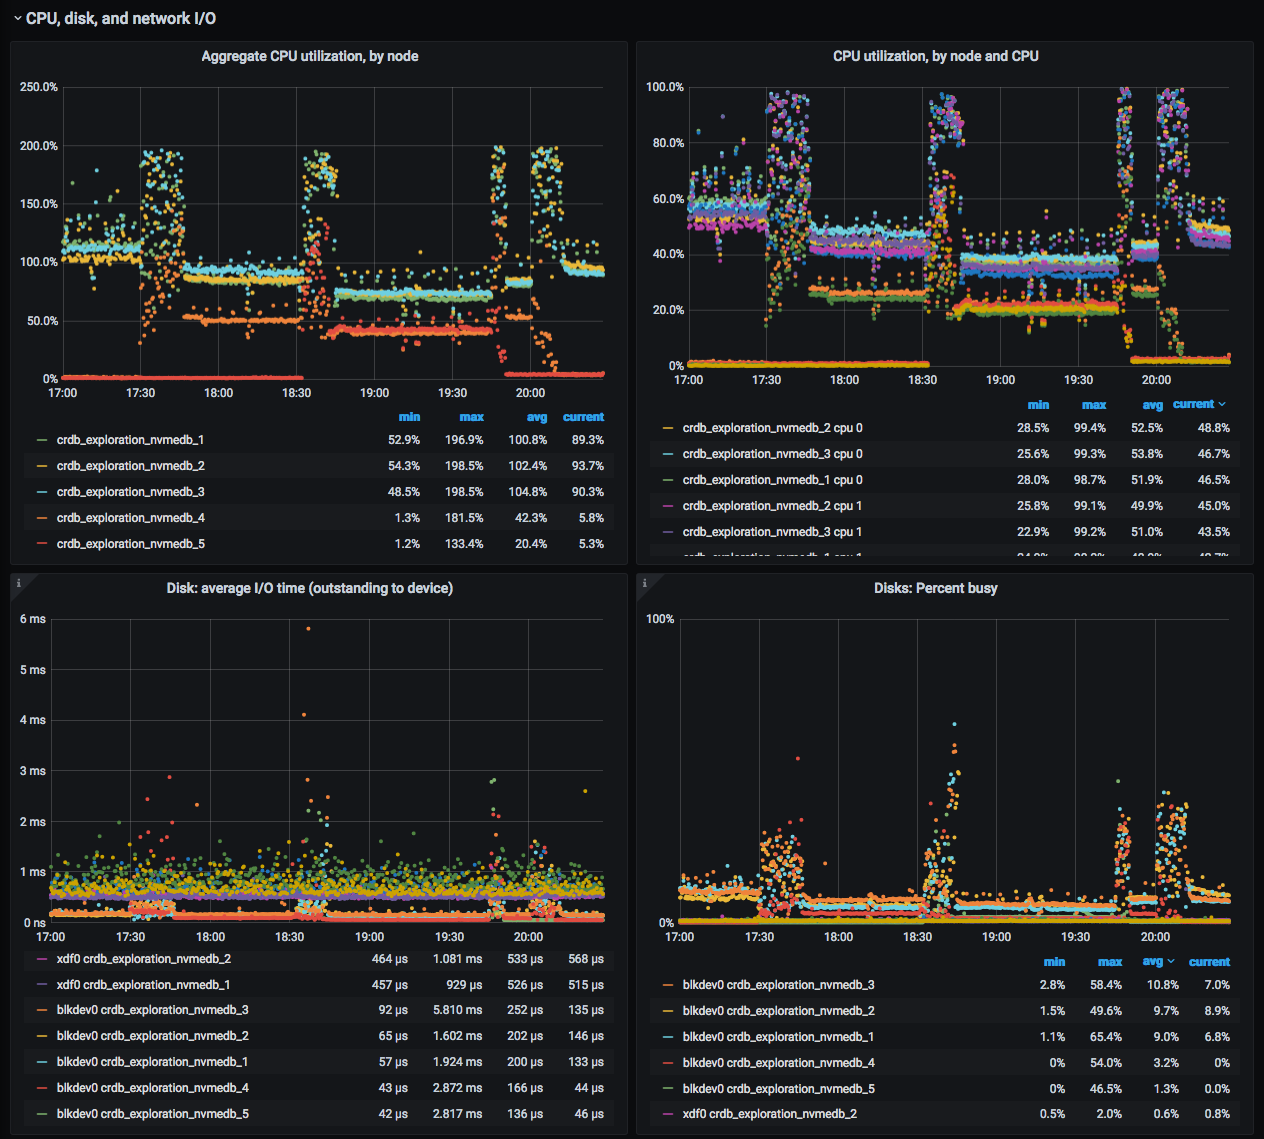 CPU, disk, and network I/O
Aggregate CPU utilization, by node
250.0%
200.0%
150.0%
100.0%
50.0%
0%
17:00 17:30 18:00 18:30 19:00 19:30 20:00
min max avg current
crdb_exploration_nvmedb_1 52.9% 196.9% 100.8% 89.3%
crdb_exploration_nvmedb_2 54.3% 198.5% 102.4% 93.7%
crdb_exploration_nvmedb_3 48.5% 198.5% 104.8% 90.3%
crdb_exploration_nvmedb_4 1.3% 181.5% 42.3% 5.8%
crdb_exploration_nvmedb_5 1.2% 133.4% 20.4% 5.3%
CPU utilization, by node and CPU
100.0%
80.0%
60.0%
40.0%
20.0%
0%
17:00 17:30 18:00 18:30 19:00 19:30 20:00
min max avg current
crdb_exploration_nvmedb_2 cpu 0 28.5% 99.4% 52.5% 48.8%
crdb_exploration_nvmedb_3 cpu 0 25.6% 99.3% 53.8% 46.7%
crdb_exploration_nvmedb_1 cpu 0 28.0% 98.7% 51.9% 46.5%
crdb_exploration_nvmedb_2 cpu 1 25.8% 99.1% 49.9% 45.0%
crdb_exploration_nvmedb_3 cpu 1 22.9% 99.2% 51.0% 43.5%
i
Disk: average I/O time (outstanding to device)
6 ms
5 ms
4 ms
3 ms
2 ms
1 ms
0 ns
17:00 17:30 18:00 18:30 19:00 19:30 20:00
xdf0 crdb_exploration_nvmedb_2 464 µs 1.081 ms 533 µs 568 µs
xdf0 crdb_exploration_nvmedb_1 457 µs 929 µs 526 µs 515 µs
blkdev0 crdb_exploration_nvmedb_3 92 µs 5.810 ms 252 µs 135 µs
blkdev0 crdb_exploration_nvmedb_2 65 µs 1.602 ms 202 µs 146 µs
blkdev0 crdb_exploration_nvmedb_1 57 µs 1.924 ms 200 µs 133 µs
blkdev0 crdb_exploration_nvmedb_4 43 µs 2.872 ms 166 µs 44 µs
blkdev0 crdb_exploration_nvmedb_5 42 µs 2.817 ms 136 µs 46 µs
i
Disks: Percent busy
100%
0%
17:00 17:30 18:00 18:30 19:00 19:30 20:00
min max avg current
blkdev0 crdb_exploration_nvmedb_3 2.8% 58.4% 10.8% 7.0%
blkdev0 crdb_exploration_nvmedb_2 1.5% 49.6% 9.7% 8.9%
blkdev0 crdb_exploration_nvmedb_1 1.1% 65.4% 9.0% 6.8%
blkdev0 crdb_exploration_nvmedb_4 0% 54.0% 3.2% 0%
blkdev0 crdb_exploration_nvmedb_5 0% 46.5% 1.3% 0.0%
xdf0 crdb_exploration_nvmedb_2 0.5% 2.0% 0.6% 0.8%